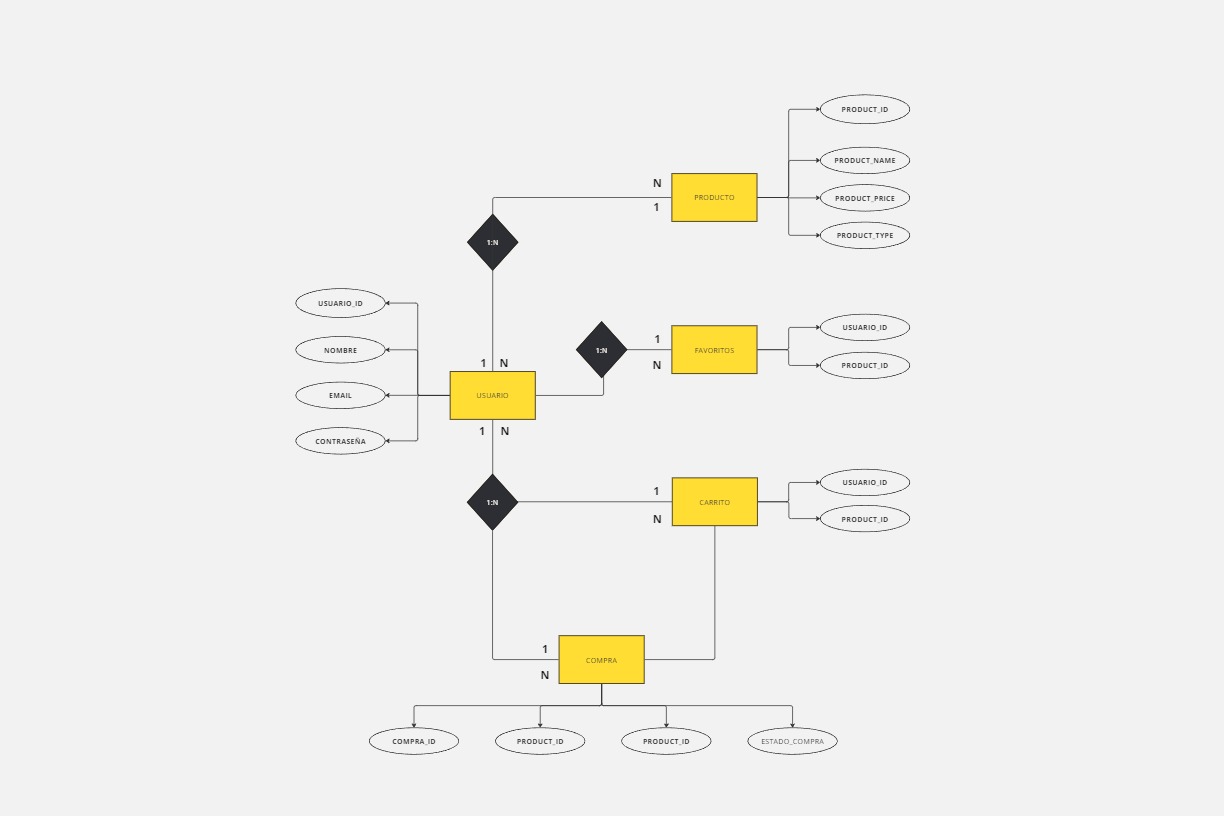 PRODUCT_ID
PRODUCT_NAME
N
PRODUCTO
PRODUCT_PRICE
1
PRODUCT_TYPE
1:N
USUARIO_ID
USUARIO_ID
1
NOMBRE
1:N
FAVORITOS
1 N
N
PRODUCT_ID
EMAIL
USUARIO
1 N
CONTRASEÑA
USUARIO_ID
1
1:N
CARRITO
N
PRODUCT_ID
1
COMPRA
N
COMPRA_ID
PRODUCT_ID
PRODUCT_ID
ESTADO_COMPRA